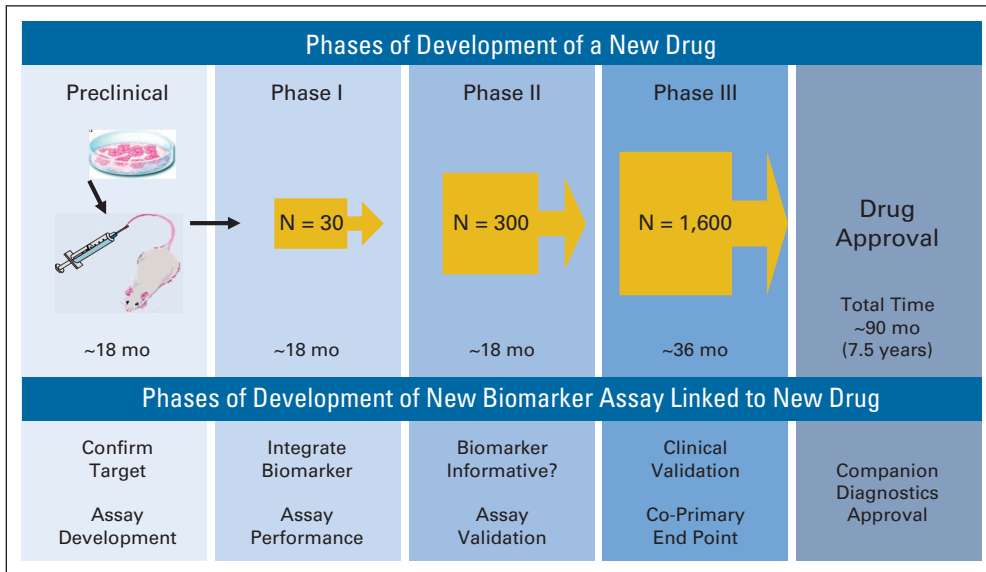 Phases of Development of a New Drug
Preclinical
Phase I
Phase II
Phase III
N = 30
N = 300
N = 1,600
Drug
Approval
~18 mo
~18 mo
~18 mo
~36 mo
Total Time
~90 mo
(7.5 years)
Phases of Development of New Biomarker Assay Linked to New Drug
Confirm
Target
Assay
Development
Integrate
Biomarker
Assay
Performance
Biomarker
Informative?
Assay
Validation
Clinical
Validation
Co-Primary
End Point
Companion
Diagnostics
Approval